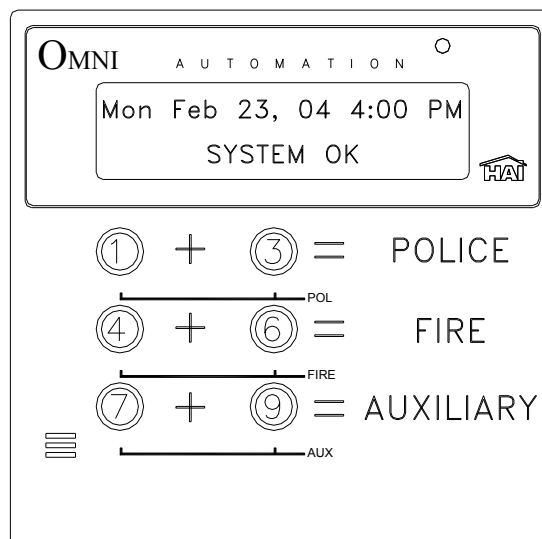 OMNI AUTOMATION
Mon Feb 23, 04 4:00 PM
SYSTEM OK
HAI
1 + 3 = POLICE
POL
4 + 6 = FIRE
FIRE
7 + 9 = AUXILIARY
AUX